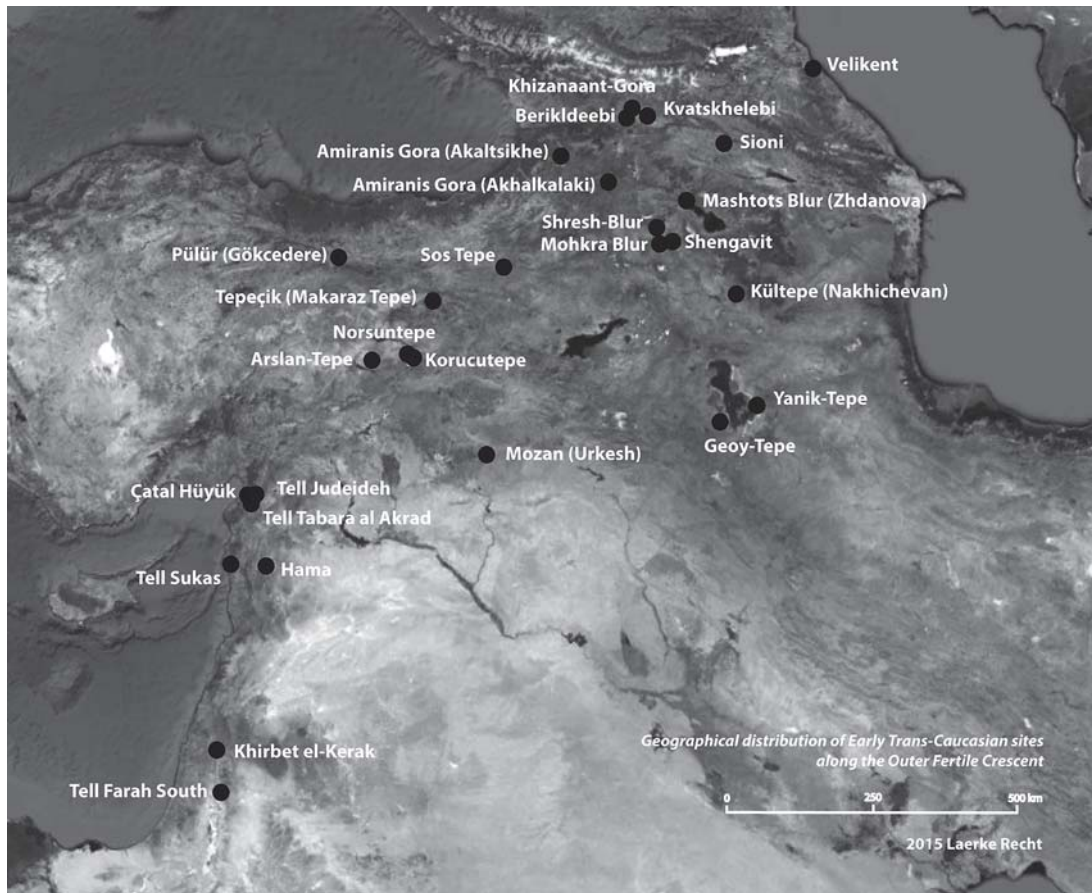 Velikent
Khizanaant-Gora
Berikldeebi
Kvatskhelebi
Sioni
Amiranis Gora (Akaltsikhe)
Amiranis Gora (Akhalkalaki)
Mashtots Blur (Zhdanova)
Shresh-Blur
Mohkra Blur
Shengavit
Pülür (Gökcedere)
Sos Tepe
Tepeçik (Makaraz Tepe)
Kültepe (Nakhichevan)
Norsuntepe
Arslan-Tepe
Korucutepe
Yanik-Tepe
Geoy-Tepe
Mozan (Urkesh)
Çatal Hüyük
Tell Judeideh
Tell Tabara al Akrad
Tell Sukas
Hama
Khirbet el-Kerak
Tell Farah South
Geographical distribution of Early Trans-Caucasian sites
along the Outer Fertile Crescent
0 250 500 km
2015 Laerke Recht